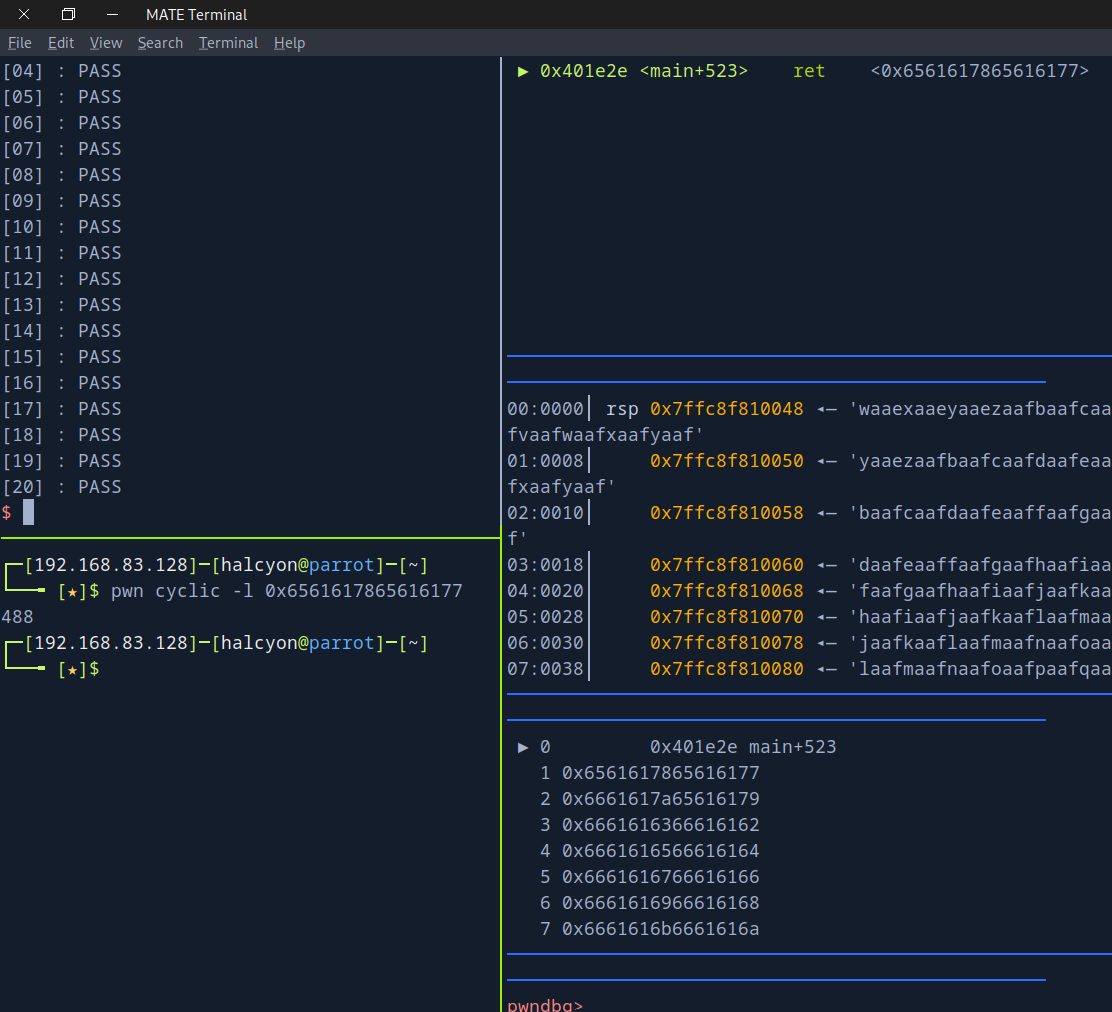 MATE Terminal
File Edit View Search Terminal Help
[04] : PASS
[05] : PASS
[06] : PASS
[07] : PASS
[08] : PASS
[09] : PASS
[10] : PASS
[11] : PASS
[12] : PASS
[13] : PASS
[14] : PASS
[15] : PASS
[16] : PASS
[17] : PASS
[18] : PASS
[19] : PASS
[20] : PASS
$
┌─[192.168.83.128]─[halcyon@parrot]─[~]
└──╼ [★]$ pwn cyclic -l 0x6561617865616177
488
┌─[192.168.83.128]─[halcyon@parrot]─[~]
└──╼ [★]$
► 0x401e2e <main+523> ret <0x6561617865616177>
00:0000│ rsp 0x7ffc8f810048 ◂— 'waaexaaeyaaezaafbaafcaa
fvaafwaafxaafyaaf'
01:0008│ 0x7ffc8f810050 ◂— 'yaaezaafbaafcaafdaafeaa
fxaafyaaf'
02:0010│ 0x7ffc8f810058 ◂— 'baafcaafdaafeaaffaafgaa
f'
03:0018│ 0x7ffc8f810060 ◂— 'daafeaaffaafgaafhaafiaa
04:0020│ 0x7ffc8f810068 ◂— 'faafgaafhaafiaafjaafkaa
05:0028│ 0x7ffc8f810070 ◂— 'haafiaafjaafkaaflaafmaa
06:0030│ 0x7ffc8f810078 ◂— 'jaafkaaflaafmaafnaafoaa
07:0038│ 0x7ffc8f810080 ◂— 'laafmaafnaafoaafpaafqaa
► 0 0x401e2e main+523
1 0x6561617865616177
2 0x6661617a65616179
3 0x6661616366616162
4 0x6661616566616164
5 0x6661616766616166
6 0x6661616966616168
7 0x6661616b6661616a
pwndbg>